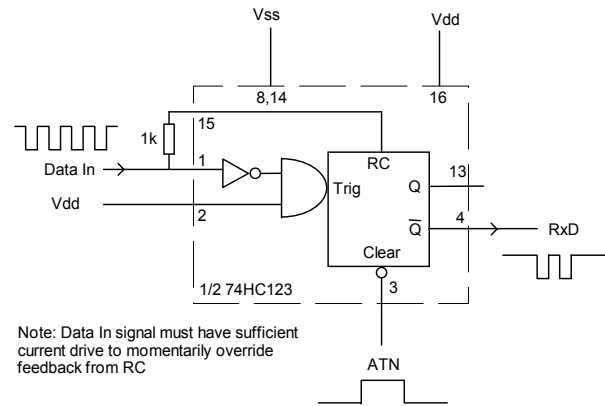 Vss
Vdd
8,14
16
15
1k
RC
13
Data In
1
Q
Trig
4
Vdd
2
Q
RxD
Clear
1/2 74HC123
3
Note: Data In signal must have sufficient
current drive to momentarily override
feedback from RC
ATN